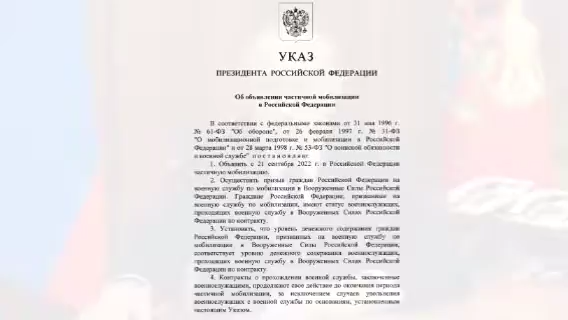 УКАЗ
ПРЕЗИДЕНТА РОССИЙСКОЙ ФЕДЕРАЦИИ
Об объявлении частичной мобилизации
в Российской Федерации
В соответствии с федеральными законами от 31 мая 1996 г.
№ 61-ФЗ "Об обороне", от 26 февраля 1997 г. № 31-ФЗ
"О мобилизационной подготовке и мобилизации в Российской
Федерации" и от 28 марта 1998 г. № 53-ФЗ "О воинской обязанности
и военной службе" постановляю:
1. Объявить с 21 сентября 2022 г. в Российской Федерации
частичную мобилизацию.
2. Осуществить призыв граждан Российской Федерации на
военную службу по мобилизации в Вооруженные Силы Российской
Федерации. Граждане Российской Федерации, призванные на
военную службу по мобилизации, имеют статус военнослужащих,
проходящих военную службу в Вооруженных Силах Российской
Федерации по контракту.
3. Установить, что уровень денежного содержания граждан
Российской Федерации, призванных на военную службу по
мобилизации в Вооруженные Силы Российской Федерации,
соответствует уровню денежного содержания военнослужащих,
проходящих военную службу в Вооруженных Силах Российской
Федерации по контракту.
4. Контракты о прохождении военной службы, заключенные
военнослужащими, продолжают свое действие до окончания периода
частичной мобилизации, за исключением случаев увольнения
военнослужащих с военной службы по основаниям, установленным
настоящим Указом.